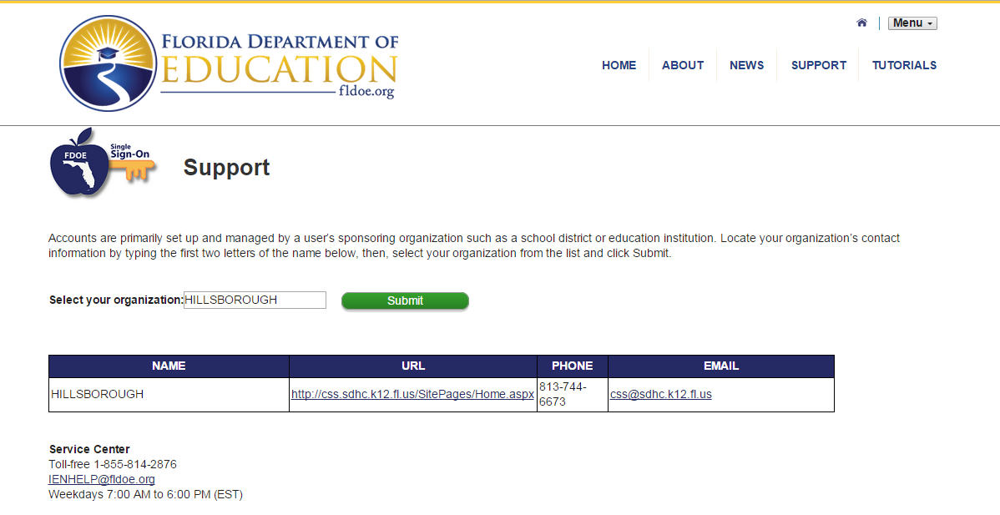 Menu
FLORIDA DEPARTMENT OF
EDUCATION
fldoe.org
HOME ABOUT NEWS SUPPORT TUTORIALS
FDOE
Single
Sign-On
Support
Accounts are primarily set up and managed by a user's sponsoring organization such as a school district or education institution. Locate your organization's contact
information by typing the first two letters of the name below, then, select your organization from the list and click Submit.
Select your organization: HILLSBOROUGH Submit
NAME URL PHONE EMAIL
HILLSBOROUGH http://css.sdhc.k12.fl.us/SitePages/Home.aspx 813-744-
6673 css@sdhc.k12.fl.us
Service Center
Toll-free 1-855-814-2876
IENHELP@fldoe.org
Weekdays 7:00 AM to 6:00 PM (EST)